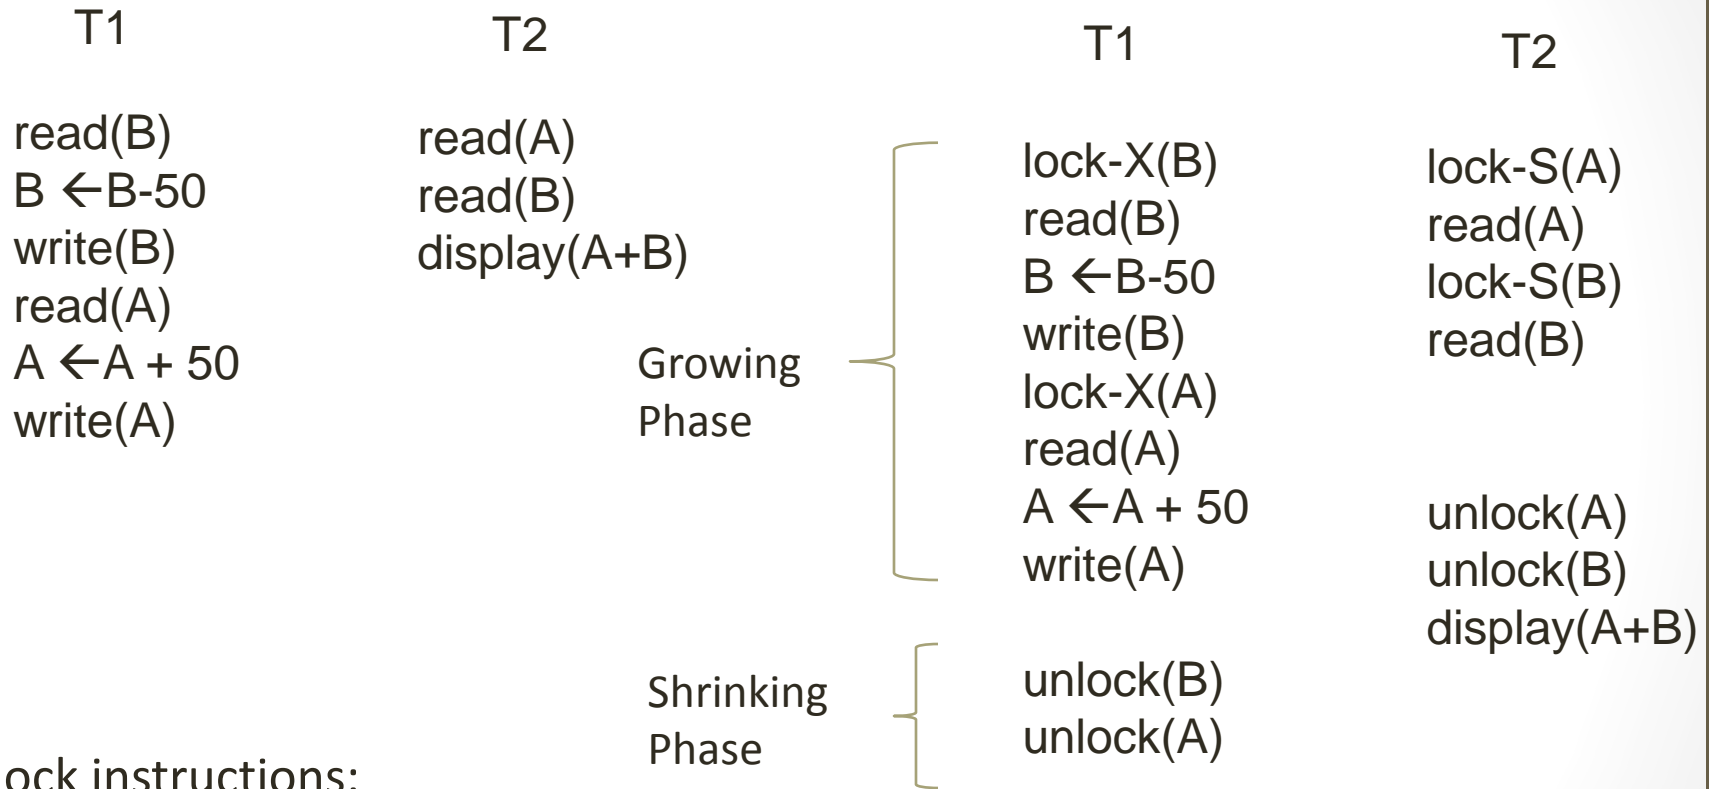 T1
read(B)
B ←B-50
write(B)
read(A)
A ←A + 50
write(A)
T2
read(A)
read(B)
display(A+B)
Growing
Phase
Shrinking
Phase
T1
lock-X(B)
read(B)
B ←B-50
write(B)
lock-X(A)
read(A)
A ←A + 50
write(A)
unlock(B)
unlock(A)
T2
lock-S(A)
read(A)
lock-S(B)
read(B)
unlock(A)
unlock(B)
display(A+B)
ock instructions: